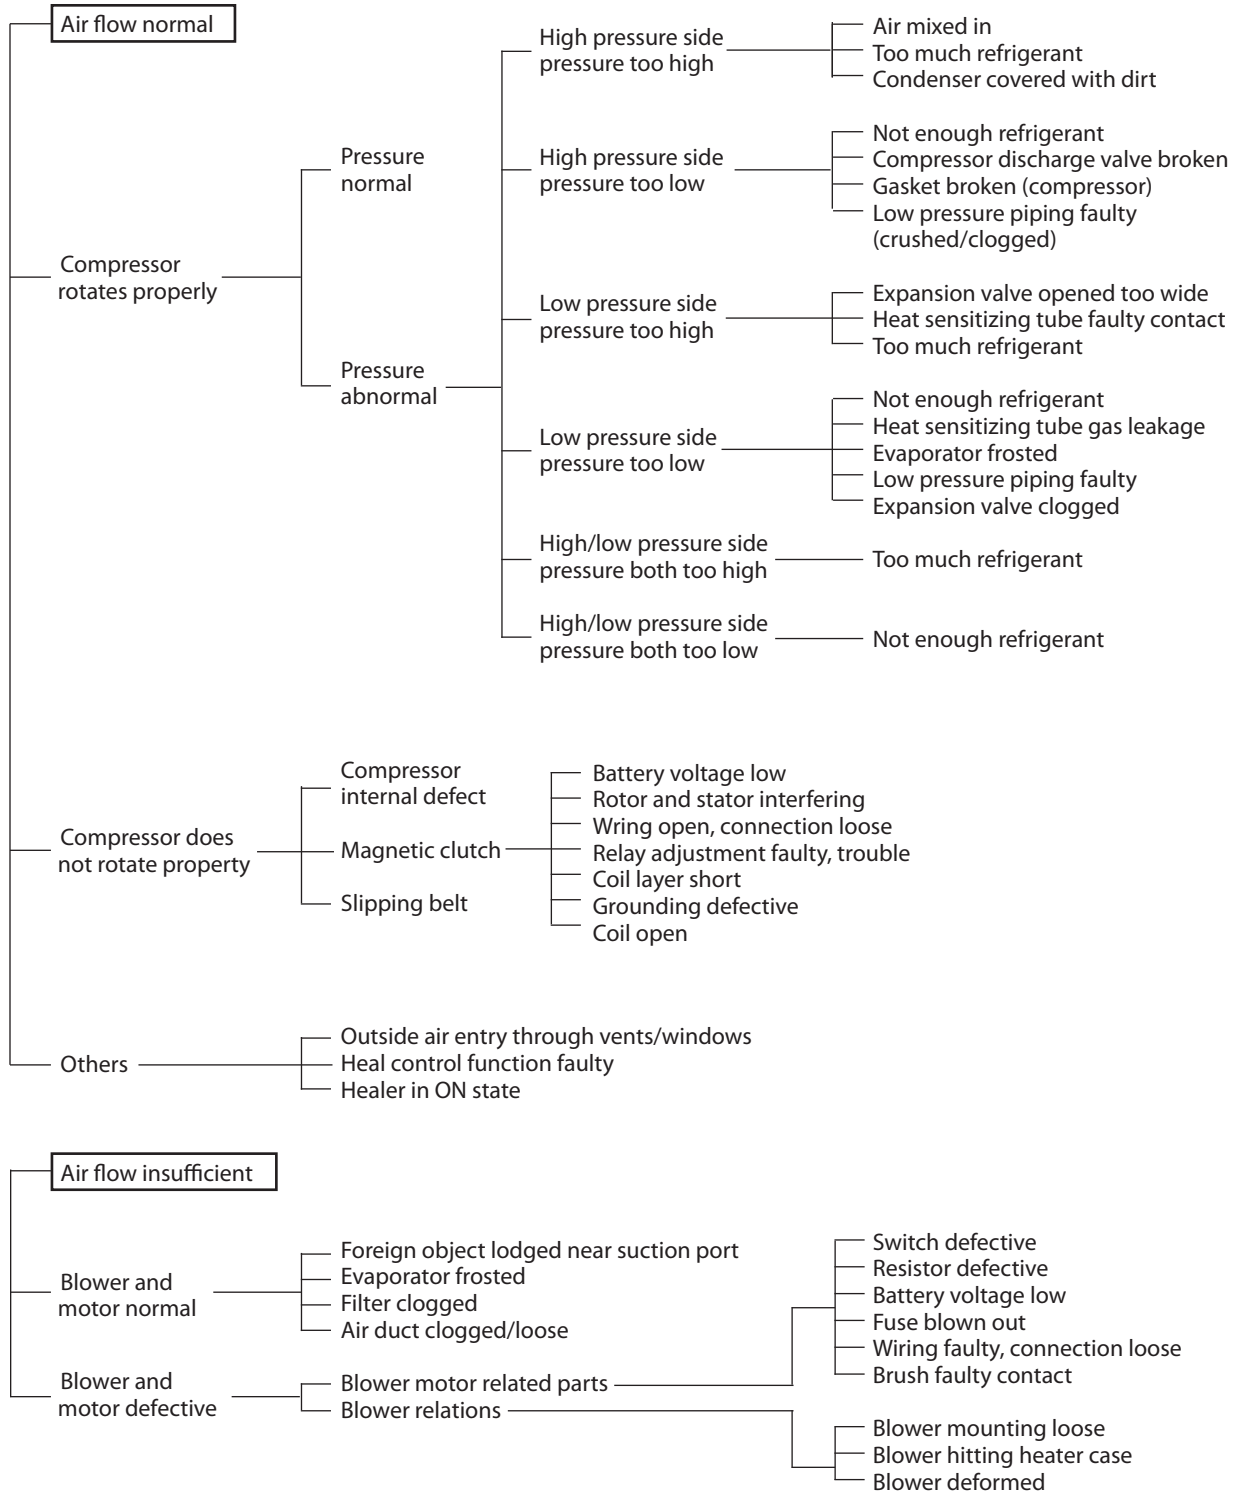 Air flow normal
High pressure side
pressure too high
Air mixed in
Too much refrigerant
Condenser covered with dirt
Compressor
rotates properly
Pressure
normal
High pressure side
pressure too low
Not enough refrigerant
Compressor discharge valve broken
Gasket broken (compressor)
Low pressure piping faulty
(crushed/clogged)
Low pressure side
pressure too high
Expansion valve opened too wide
Heat sensitizing tube faulty contact
Too much refrigerant
Pressure
abnormal
Low pressure side
pressure too low
Not enough refrigerant
Heat sensitizing tube gas leakage
Evaporator frosted
Low pressure piping faulty
Expansion valve clogged
High/low pressure side
pressure both too high
Too much refrigerant
High/low pressure side
pressure both too low
Not enough refrigerant
Compressor does
not rotate property
Compressor
internal defect
Magnetic clutch
Slipping belt
Battery voltage low
Rotor and stator interfering
Wring open, connection loose
Relay adjustment faulty, trouble
Coil layer short
Grounding defective
Coil open
Others
Outside air entry through vents/windows
Heal control function faulty
Healer in ON state
Air flow insufficient
Blower and
motor normal
Foreign object lodged near suction port
Evaporator frosted
Filter clogged
Air duct clogged/loose
Blower and
motor defective
Blower motor related parts
Blower relations
Switch defective
Resistor defective
Battery voltage low
Fuse blown out
Wiring faulty, connection loose
Brush faulty contact
Blower mounting loose
Blower hitting heater case
Blower deformed